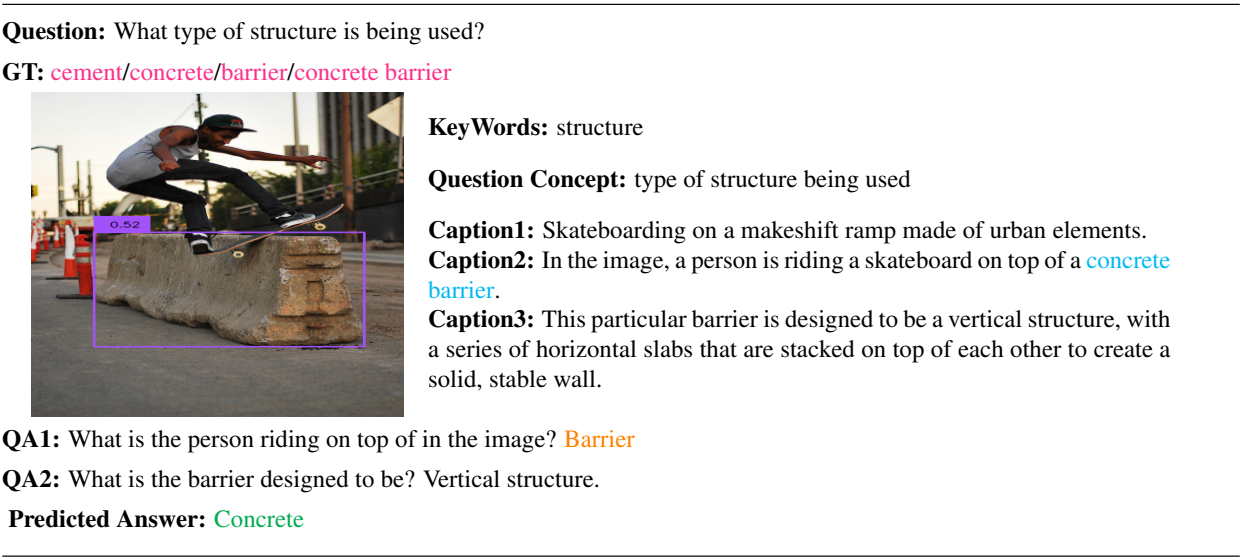 Question: What type of structure is being used?
GT: cement/concrete/barrier/concrete barrier
0.52
KeyWords: structure
Question Concept: type of structure being used
Caption1: Skateboarding on a makeshift ramp made of urban elements.
Caption2: In the image, a person is riding a skateboard on top of a concrete
barrier.
Caption3: This particular barrier is designed to be a vertical structure, with
a series of horizontal slabs that are stacked on top of each other to create a
solid, stable wall.
QA1: What is the person riding on top of in the image? Barrier
QA2: What is the barrier designed to be? Vertical structure.
Predicted Answer: Concrete